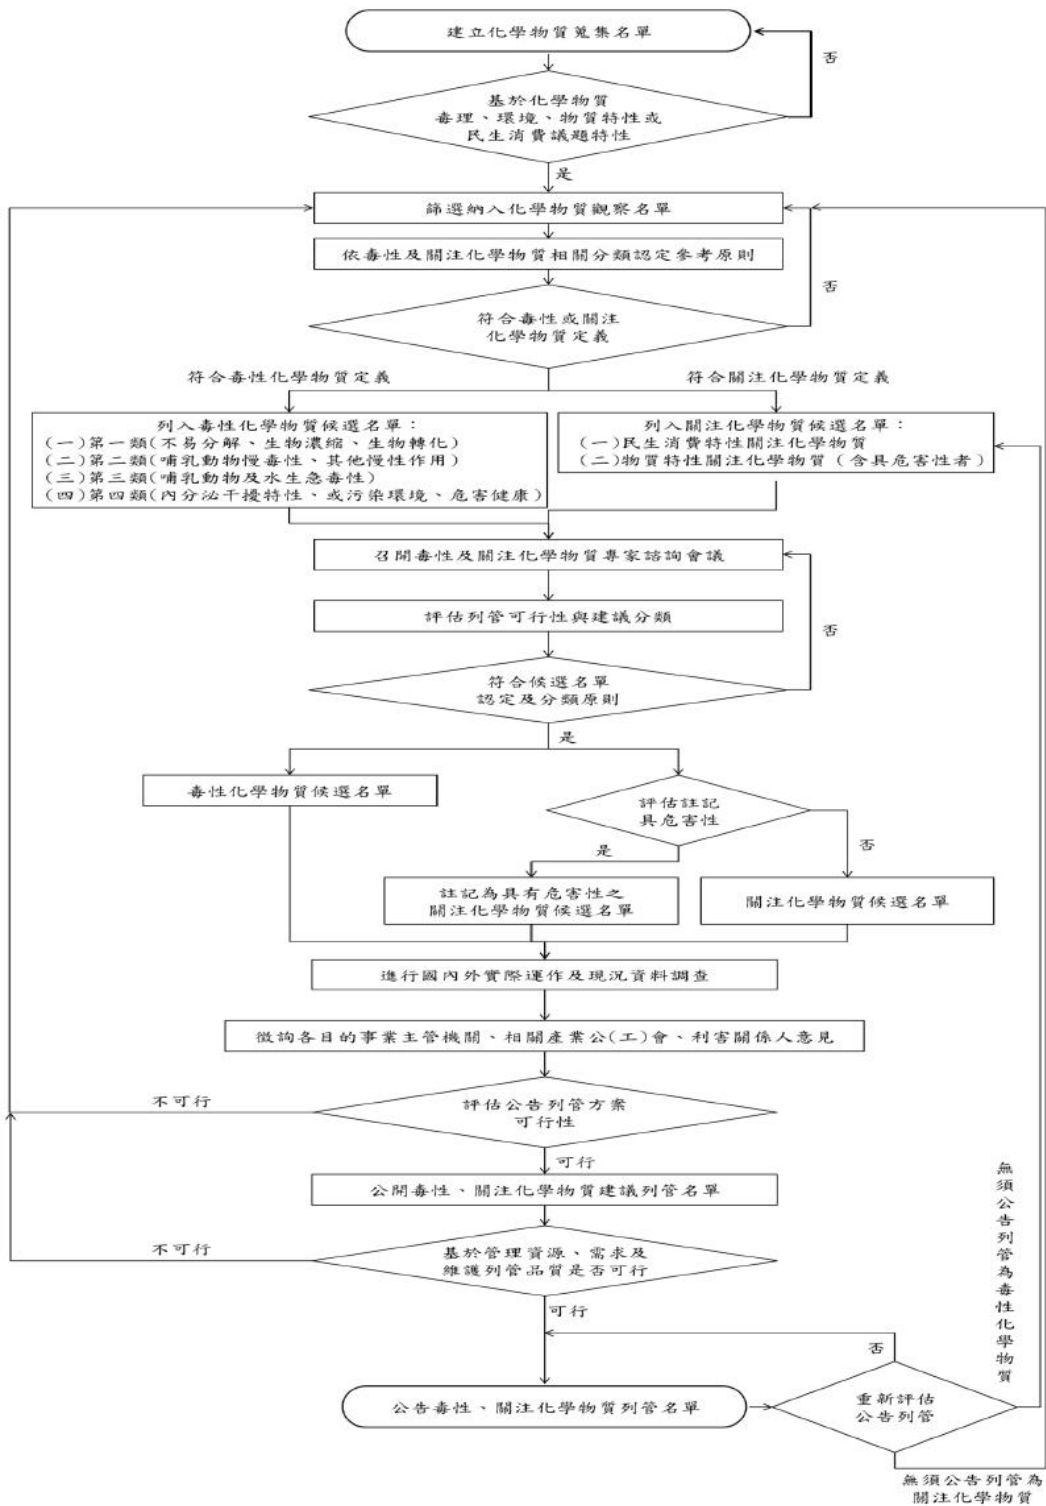 建立化學物質蒐集名單
否
基於化學物質
毒理、環境、物質特性或
民生消費議題特性
是
篩選納入化學物質觀察名單
依毒性及關注化學物質相關分類認定參考原則
否
符合毒性或關注
化學物質定義
符合毒性化學物質定義
符合關注化學物質定義
列入毒性化學物質候選名單：
(一)第一類(不易分解、生物濃縮、生物轉化)
(二)第二類(哺乳動物慢毒性、其他慢性作用)
(三)第三類(哺乳動物及水生急毒性)
(四)第四類(內分泌干擾特性、或污染環境、危害健康)
列入關注化學物質候選名單：
(一)民生消費特性關注化學物質
(二)物質特性關注化學物質（含具危害性者）
召開毒性及關注化學物質專家諮詢會議
評估列管可行性與建議分類
否
符合候選名單
認定及分類原則
是
毒性化學物質候選名單
評估註記
具危害性
是
否
註記為具有危害性之
關注化學物質候選名單
關注化學物質候選名單
進行國內外實際運作及現況資料調查
徵詢各目的事業主管機關、相關產業公(工)會、利害關係人意見
不可行
評估公告列管方案
可行性
可行
公開毒性、關注化學物質建議列管名單
不可行
基於管理資源、需求及
維護列管品質是否可行
可行
無須公告列管為毒性化學物質
否
公告毒性、關注化學物質列管名單
重新評估
公告列管
無須公告列管為
關注化學物質